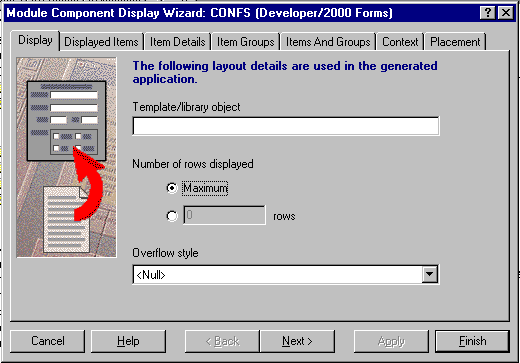 Module Component Display Wizard: CONFS (Developer/2000 Forms)
Display Displayed Items Item Details Item Groups Items And Groups Context Placement
The following layout details are used in the generated
application.
Template/library object
Number of rows displayed
Maximum
0 rows
Overflow style
<Null>
Cancel Help < Back Next > Apply Finish